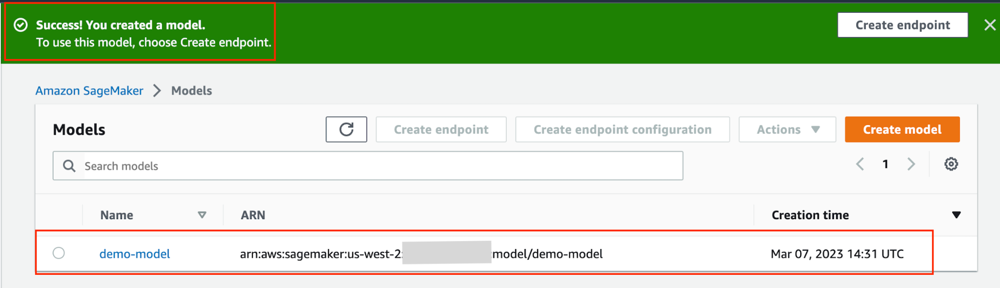 Success! You created a model.
To use this model, choose Create endpoint.
Create endpoint
Amazon SageMaker > Models
Models
Create endpoint
Create endpoint configuration
Actions
Create model
Search models
1
Name
ARN
Creation time
demo-model
arn:aws:sagemaker:us-west-2: :model/demo-model
Mar 07, 2023 14:31 UTC